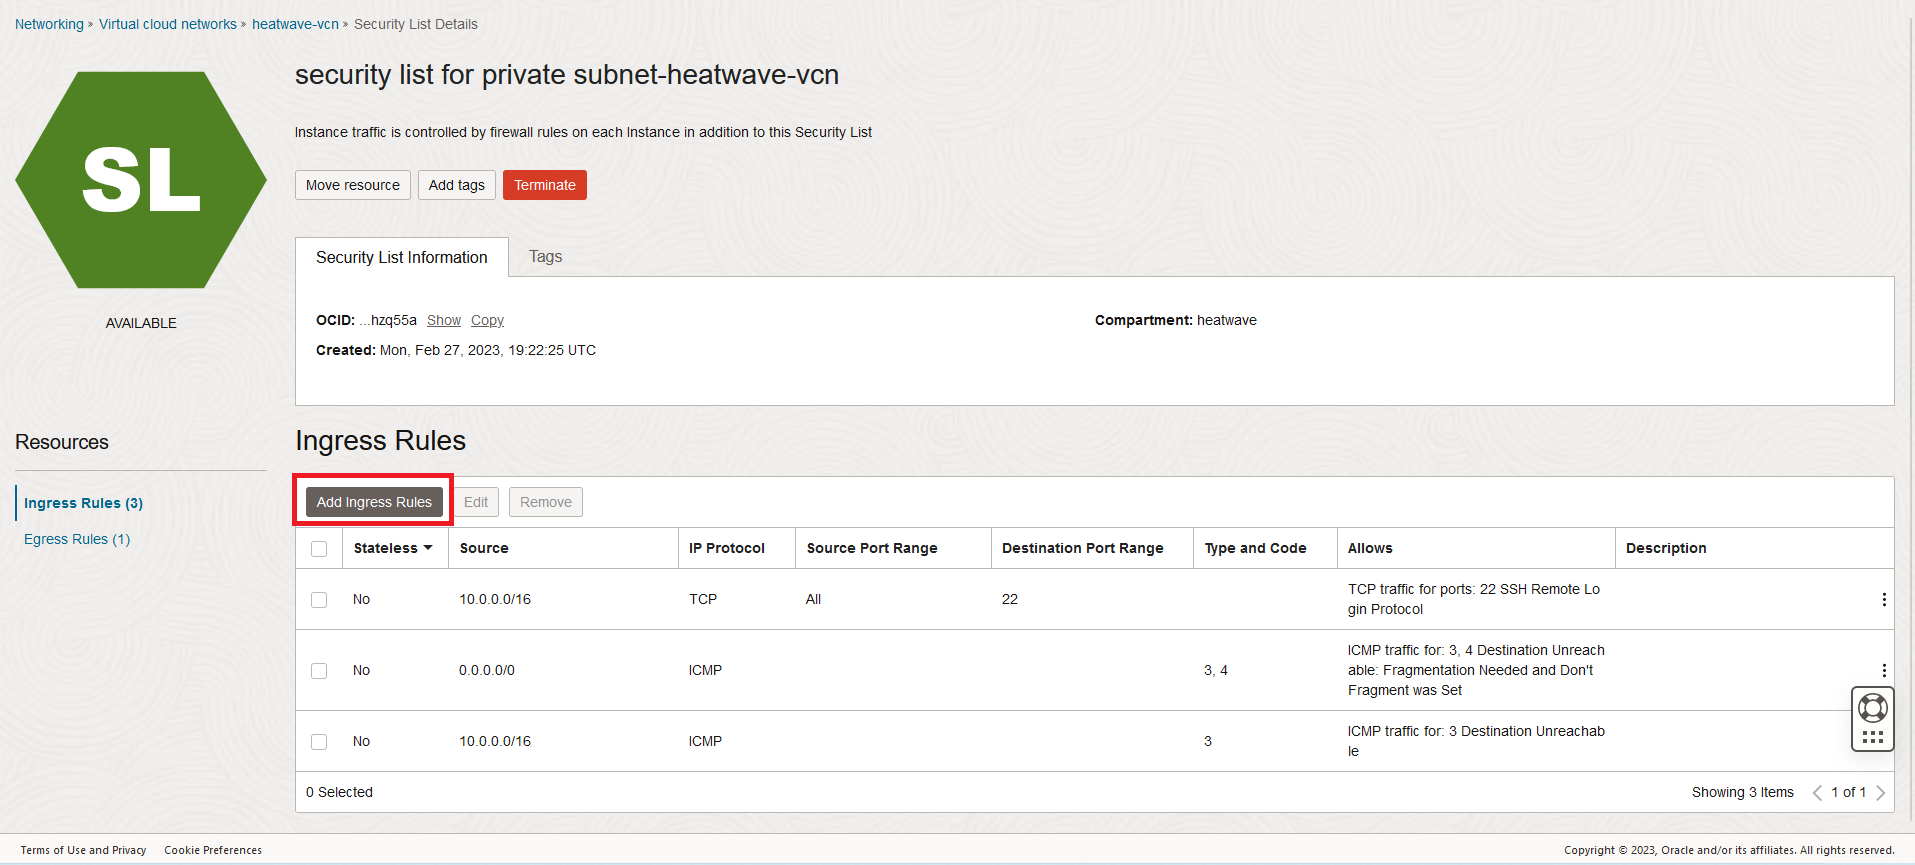 Networking » Virtual cloud networks » heatwave-vcn » Security List Details
SL
AVAILABLE
security list for private subnet-heatwave-vcn
Instance traffic is controlled by firewall rules on each Instance in addition to this Security List
Move resource Add tags Terminate
Security List Information Tags
OCID: ...hzq55a Show Copy
Compartment: heatwave
Created: Mon, Feb 27, 2023, 19:22:25 UTC
Resources
Ingress Rules (3)
Egress Rules (1)
Ingress Rules
Add Ingress Rules Edit Remove
Stateless Source IP Protocol Source Port Range Destination Port Range Type and Code Allows Description
No 10.0.0.0/16 TCP All 22 TCP traffic for ports: 22 SSH Remote Lo
gin Protocol
No 0.0.0.0/0 ICMP 3, 4 ICMP traffic for: 3, 4 Destination Unreach
able: Fragmentation Needed and Don't
Fragment was Set
No 10.0.0.0/16 ICMP 3 ICMP traffic for: 3 Destination Unreachab
le
0 Selected
Showing 3 Items 1 of 1
Terms of Use and Privacy Cookie Preferences
Copyright © 2023, Oracle and/or its affiliates. All rights reserved.